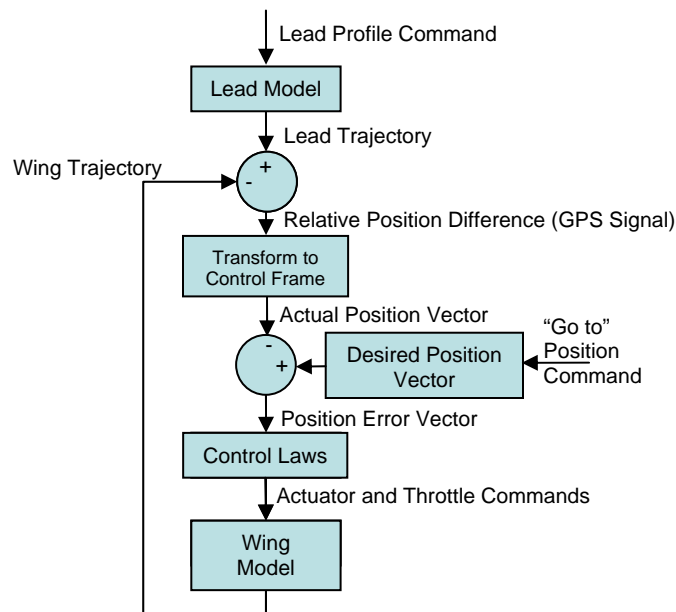 Lead Profile Command
Lead Model
Lead Trajectory
Wing Trajectory
+
-
Relative Position Difference (GPS Signal)
Transform to
Control Frame
Actual Position Vector
“Go to”
Position
Command
-
+
Desired Position
Vector
Position Error Vector
Control Laws
Actuator and Throttle Commands
Wing
Model